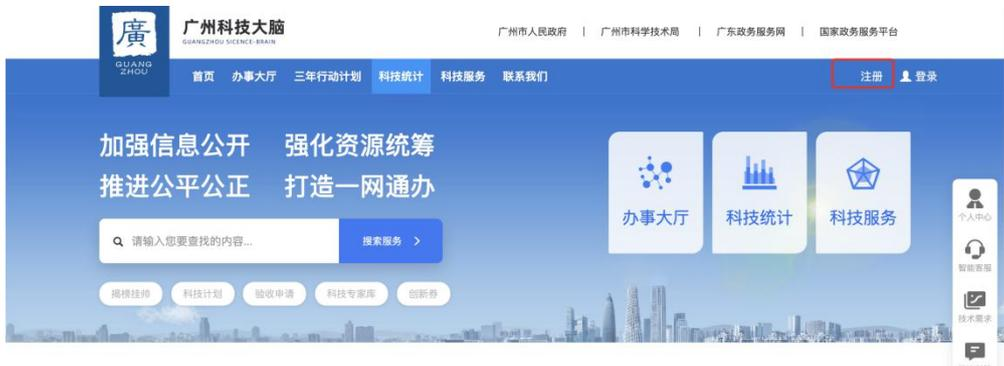 廣
GUANG
ZHOU
广州科技大脑
GUANGZHOU SICENCE-BRAIN
广州市人民政府 | 广州市科学技术局 | 广东政务服务网 | 国家政务服务平台
首页 办事大厅 三年行动计划 科技统计 科技服务 联系我们 注册 登录
加强信息公开 强化资源统筹
推进公平公正 打造一网通办
请输入您要查找的内容... 搜索服务 >
揭榜挂帅 科技计划 验收申请 科技专家库 创新券
办事大厅 科技统计 科技服务
个人中心
智能客服
技术需求